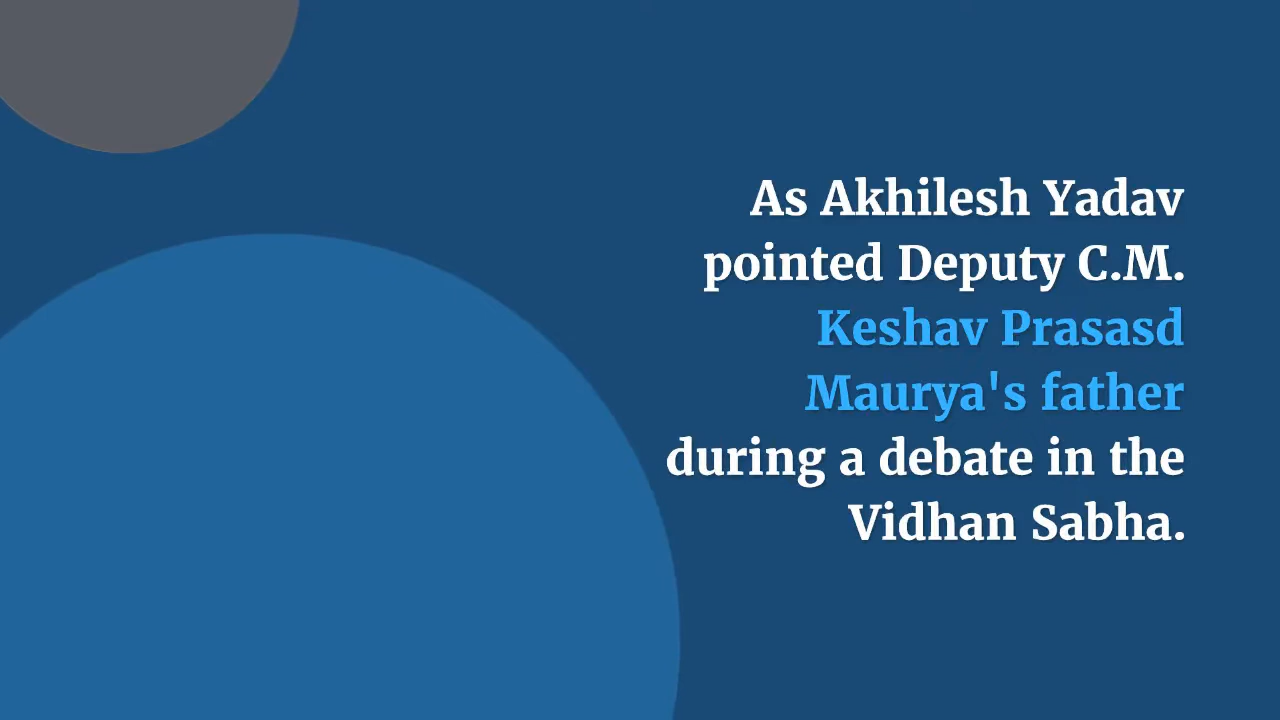 As Akhilesh Yadav
pointed Deputy C.M.
Keshav Prasasd
Maurya's father
during a debate in the
Vidhan Sabha.